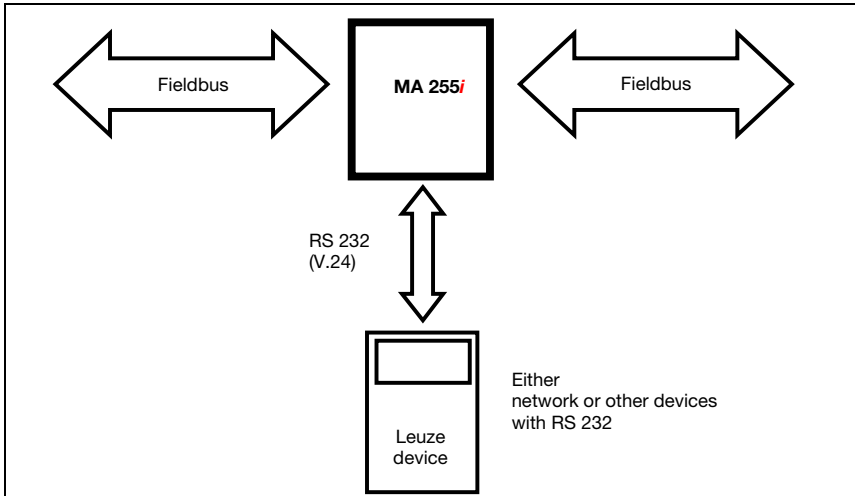 Fieldbus
MA 255i
Fieldbus
RS 232
(V.24)
Either
network or other devices
with RS 232
Leuze
device